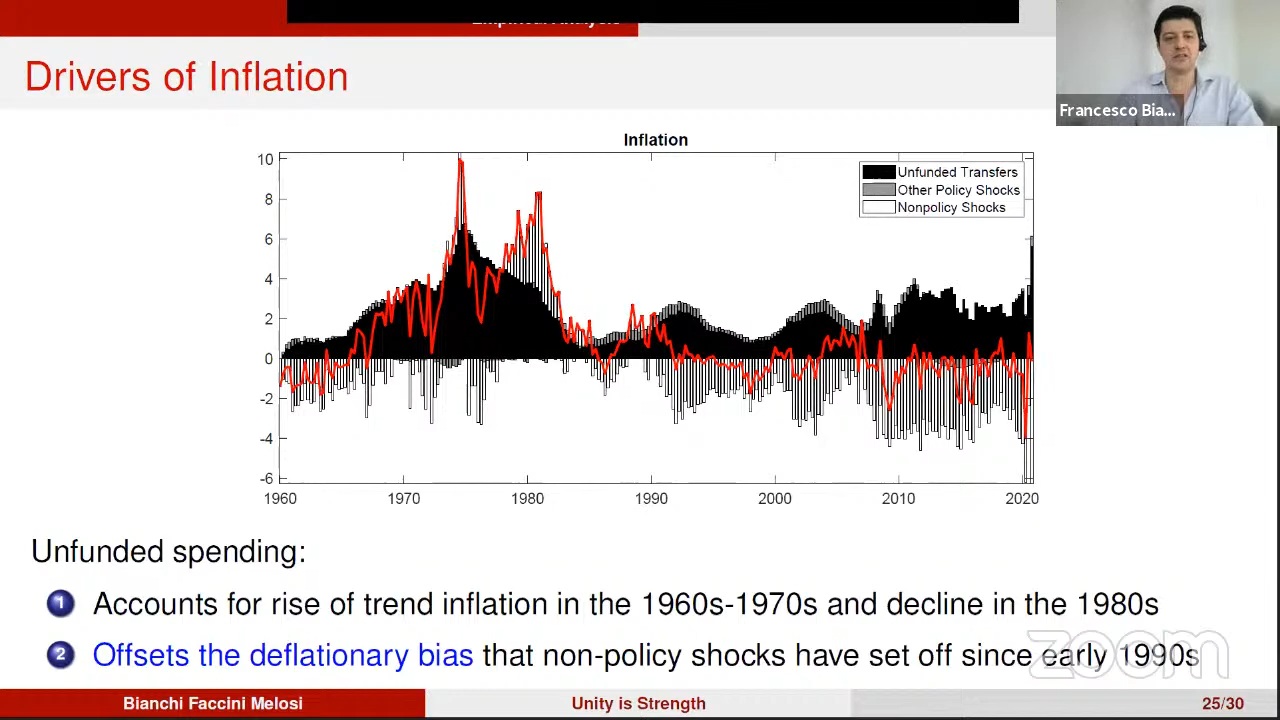 Empirical Analysis
Drivers of Inflation
Francesco Bia...
Inflation
Unfunded Transfers
Other Policy Shocks
Nonpolicy Shocks
10
8
6
4
2
0
-2
-4
-6
1960 1970 1980 1990 2000 2010 2020
Unfunded spending:
1 Accounts for rise of trend inflation in the 1960s-1970s and decline in the 1980s
2 Offsets the deflationary bias that non-policy shocks have set off since early 1990s
zoom
Bianchi Faccini Melosi Unity is Strength 25/30